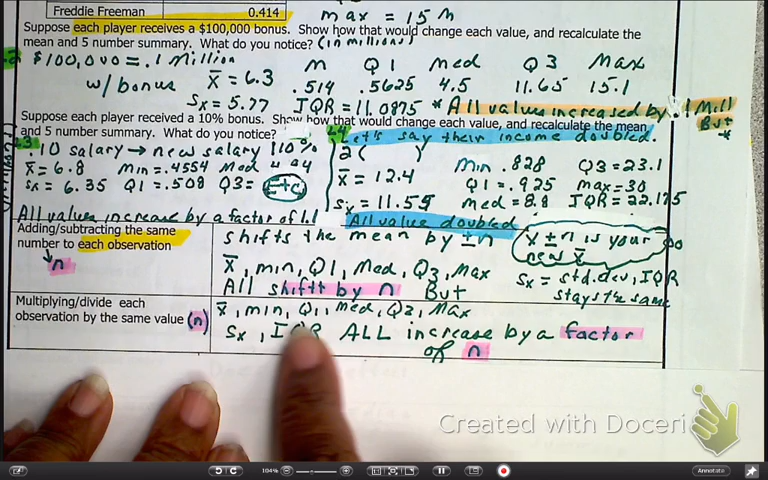 Freddie Freeman 0.414
max = 15 m
Suppose each player receives a $100,000 bonus. Show how that would change each value, and recalculate the
mean and 5 number summary. What do you notice? (in millions)
$100,000 = .1 Million
w/ bonus
x̄ = 6.3
Sx = 5.77
m Q1 med Q3 Max
.514 .5625 4.5 11.65 15.1
IQR = 11.0875 * All values increased by .1 Mill
But
*
Suppose each player received a 10% bonus. Show how that would change each value, and recalculate the mean
and 5 number summary. What do you notice?
.10 salary → new salary 110%
x̄ = 6.8 Min = .4554 Med
Sx = 6.35 Q1 = .508 Q3 = Etc
All values increase by a factor of 1.1
Let's say their income doubled.
2( )
x̄ = 12.4
Sx = 11.55
Min .828 Q3 = 23.1
Q1 = .925 max = 30
med = 8.8 IQR = 22.175
All value doubled
Adding/subtracting the same
number to each observation
n
shifts the mean by ± n
x̄ ± n is your
new x̄
x̄, min, Q1, Med, Q3, Max
All shift by n But
Sx = std.dev, IQR
stays the same
Multiplying/divide each
observation by the same value (n)
x̄, min, Q1, Med, Q3, Max
Sx, IQR ALL increase by a factor
of n
Created with Doceri
104%
Annotate